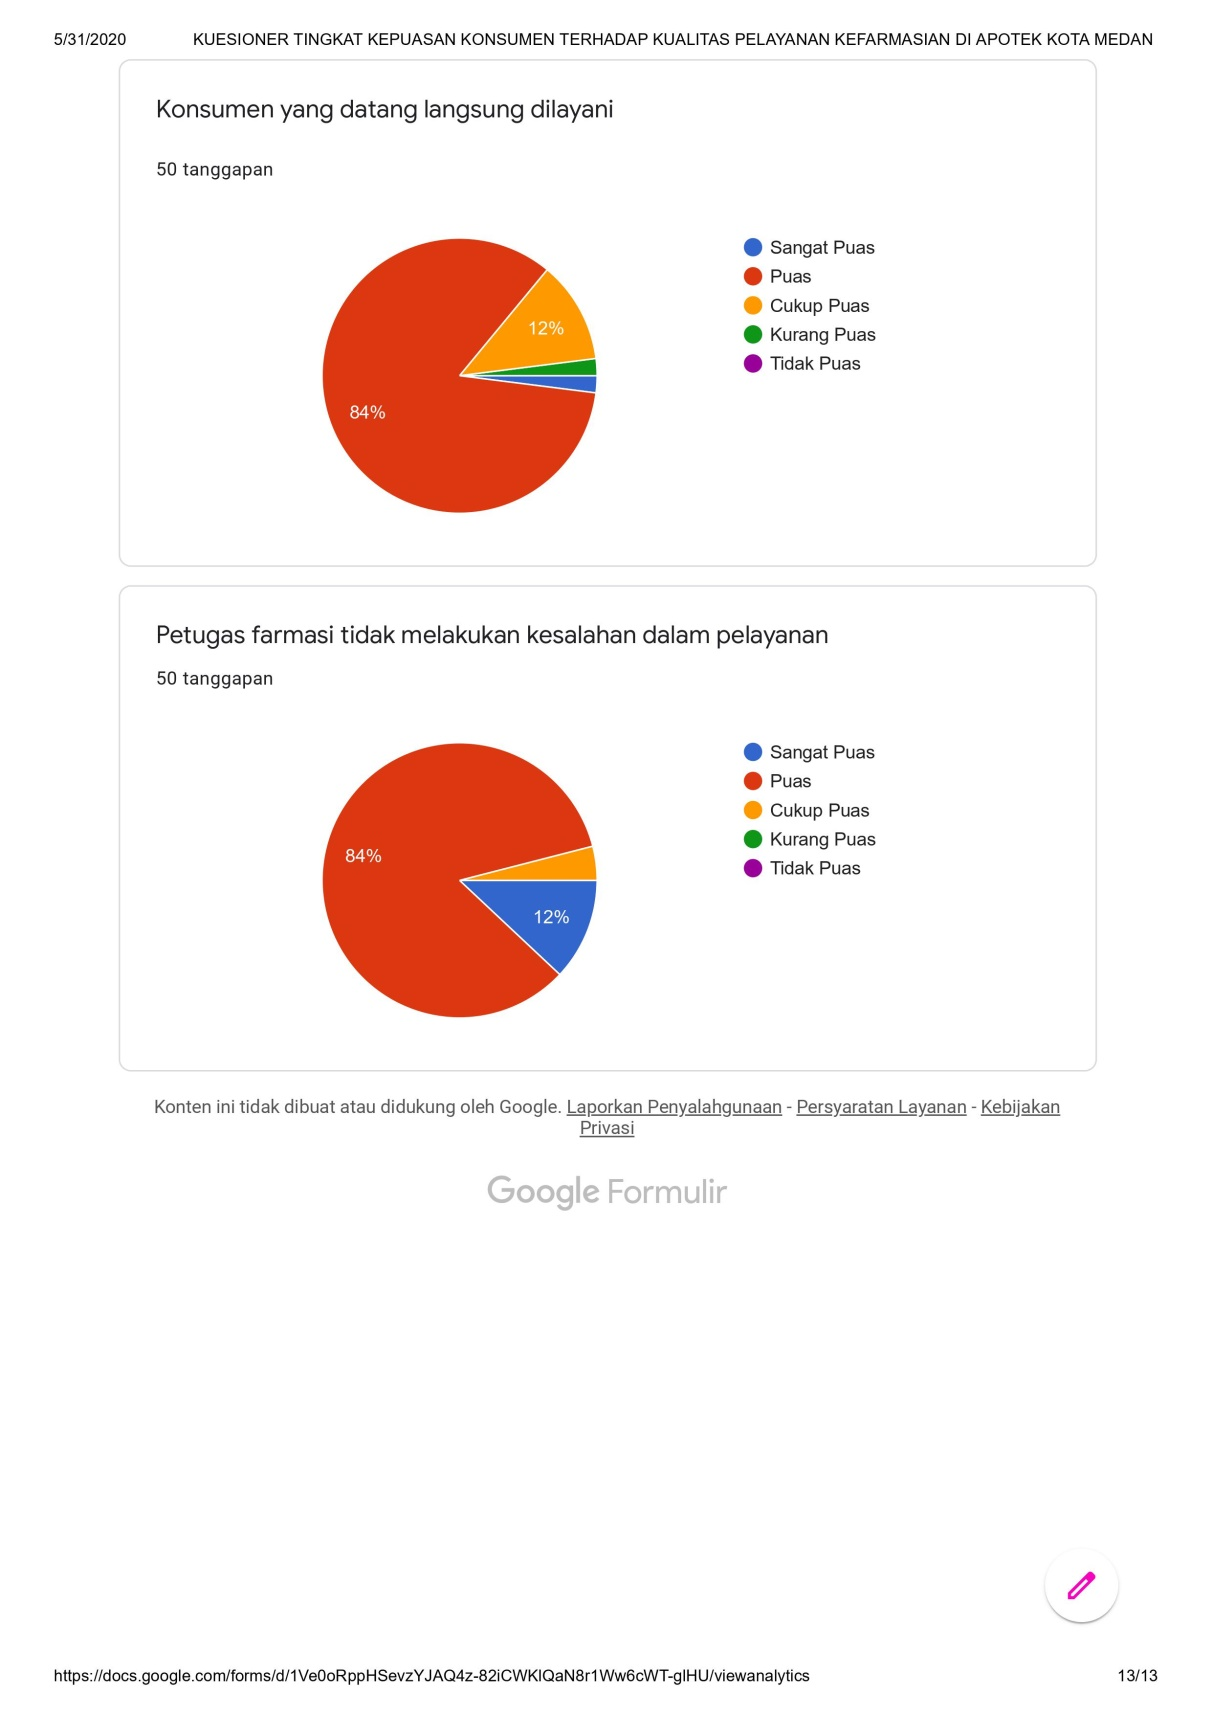 5/31/2020 KUESIONER TINGKAT KEPUASAN KONSUMEN TERHADAP KUALITAS PELAYANAN KEFARMASIAN DI APOTEK KOTA MEDAN
Konsumen yang datang langsung dilayani
50 tanggapan
Sangat Puas
Puas
Cukup Puas
Kurang Puas
Tidak Puas
12%
84%
Petugas farmasi tidak melakukan kesalahan dalam pelayanan
50 tanggapan
Sangat Puas
Puas
Cukup Puas
Kurang Puas
Tidak Puas
84%
12%
Konten ini tidak dibuat atau didukung oleh Google. Laporkan Penyalahgunaan - Persyaratan Layanan - Kebijakan
Privasi
Google Formulir
https://docs.google.com/forms/d/1Ve0oRppHSevzYJAQ4z-82iCWKlQaN8r1Ww6cWT-glHU/viewanalytics 13/13